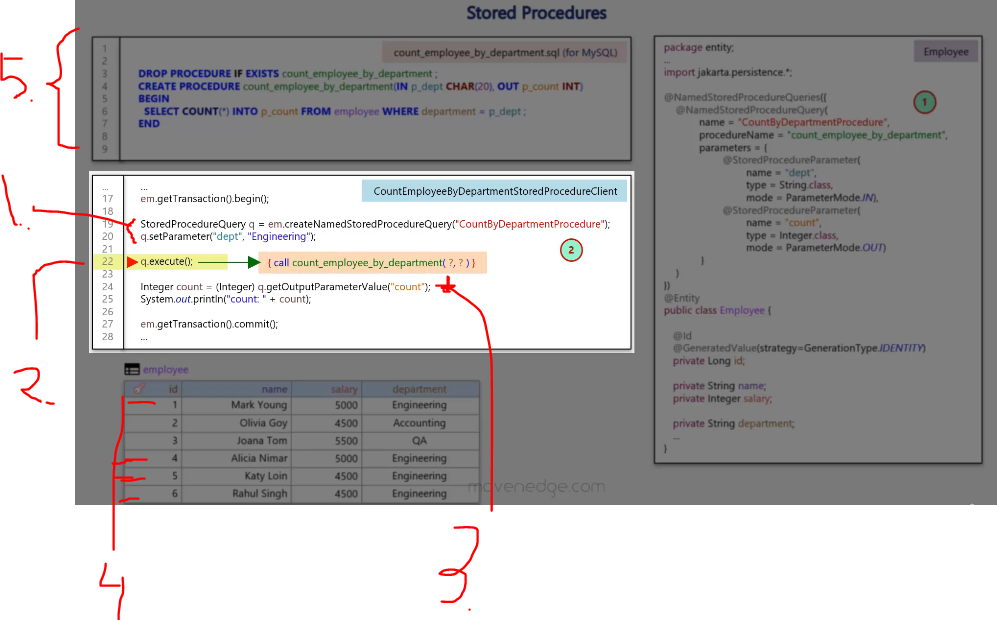 Stored Procedures
count_employee_by_department.sql (for MySQL)
1
2
3 DROP PROCEDURE IF EXISTS count_employee_by_department ;
4 CREATE PROCEDURE count_employee_by_department(IN p_dept CHAR(20), OUT p_count INT)
5 BEGIN
6 SELECT COUNT(*) INTO p_count FROM employee WHERE department = p_dept ;
7 END
8
9
5.
... ...
CountEmployeeByDepartmentStoredProcedureClient
17 em.getTransaction().begin();
18
19 StoredProcedureQuery q = em.createNamedStoredProcedureQuery("CountByDepartmentProcedure");
20 q.setParameter("dept", "Engineering");
21
22 q.execute(); { call count_employee_by_department( ?, ? ) }
23
24 Integer count = (Integer) q.getOutputParameterValue("count");
25 System.out.println("count: " + count);
26
27 em.getTransaction().commit();
28 ...
2
1.
2.
3.
4
employee
id name salary department
1 Mark Young 5000 Engineering
2 Olivia Goy 4500 Accounting
3 Joana Tom 5500 QA
4 Alicia Nimar 5000 Engineering
5 Katy Loin 4500 Engineering
6 Rahul Singh 4500 Engineering
movenedge.com
Employee
1
package entity;
...
import jakarta.persistence.*;
@NamedStoredProcedureQueries({
@NamedStoredProcedureQuery(
name = "CountByDepartmentProcedure",
procedureName = "count_employee_by_department",
parameters = {
@StoredProcedureParameter(
name = "dept",
type = String.class,
mode = ParameterMode.IN),
@StoredProcedureParameter(
name = "count",
type = Integer.class,
mode = ParameterMode.OUT)
}
)
})
@Entity
public class Employee {
@Id
@GeneratedValue(strategy=GenerationType.IDENTITY)
private Long id;
private String name;
private Integer salary;
private String department;
...
}